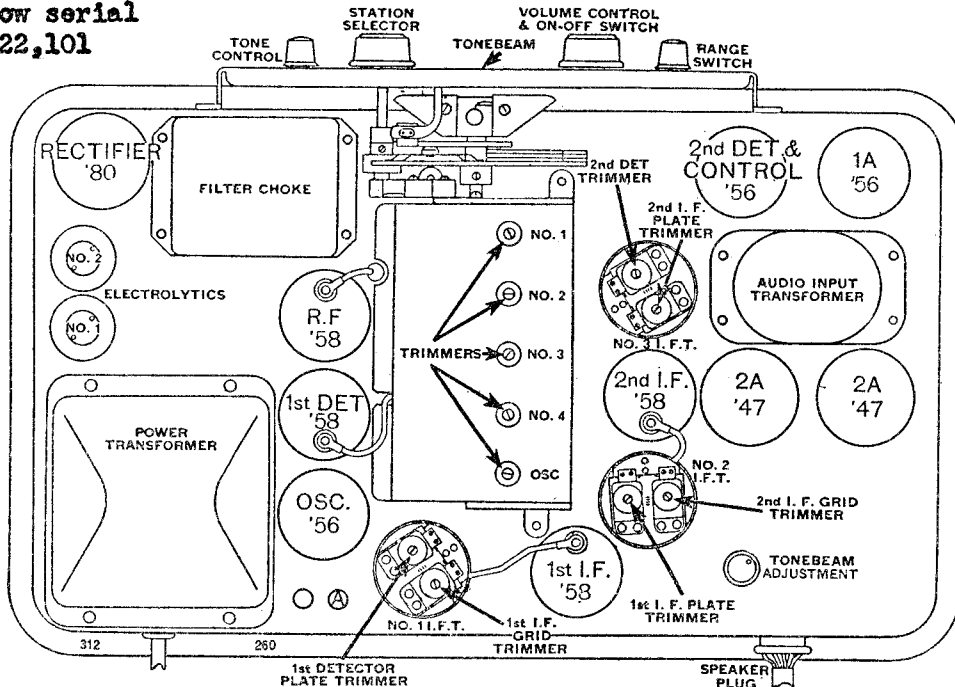 ow serial
22,101
STATION
SELECTOR
VOLUME CONTROL
& ON-OFF SWITCH
TONE
CONTROL
TONEBEAM
RANGE
SWITCH
RECTIFIER
'80
FILTER CHOKE
2nd DET
TRIMMER
2nd DET &
CONTROL
'56
1A
'56
2nd I. F.
PLATE
TRIMMER
NO. 2
NO. 1
ELECTROLYTICS
R.F
'58
NO. 1
NO. 2
TRIMMERS
NO. 3
NO. 4
OSC
AUDIO INPUT
TRANSFORMER
NO. 3 I. F.T.
1st DET
'58
2nd I. F.
'58
2A
'47
2A
'47
POWER
TRANSFORMER
OSC.
'56
NO. 2
I.F.T.
2nd I. F. GRID
TRIMMER
1st I.F.
'58
TONEBEAM
ADJUSTMENT
A
NO. 1 I.F.T.
1st I.F.
GRID
TRIMMER
1st I. F. PLATE
TRIMMER
312
260
1st DETECTOR
PLATE TRIMMER
SPEAKER
PLUG